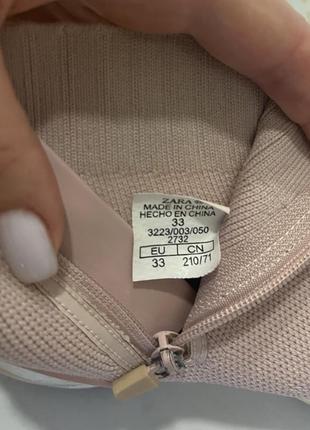 ZARA
MADE IN CHINA
HECHO EN CHINA
33
3223/003/050
2732
EU CN
33 210/71